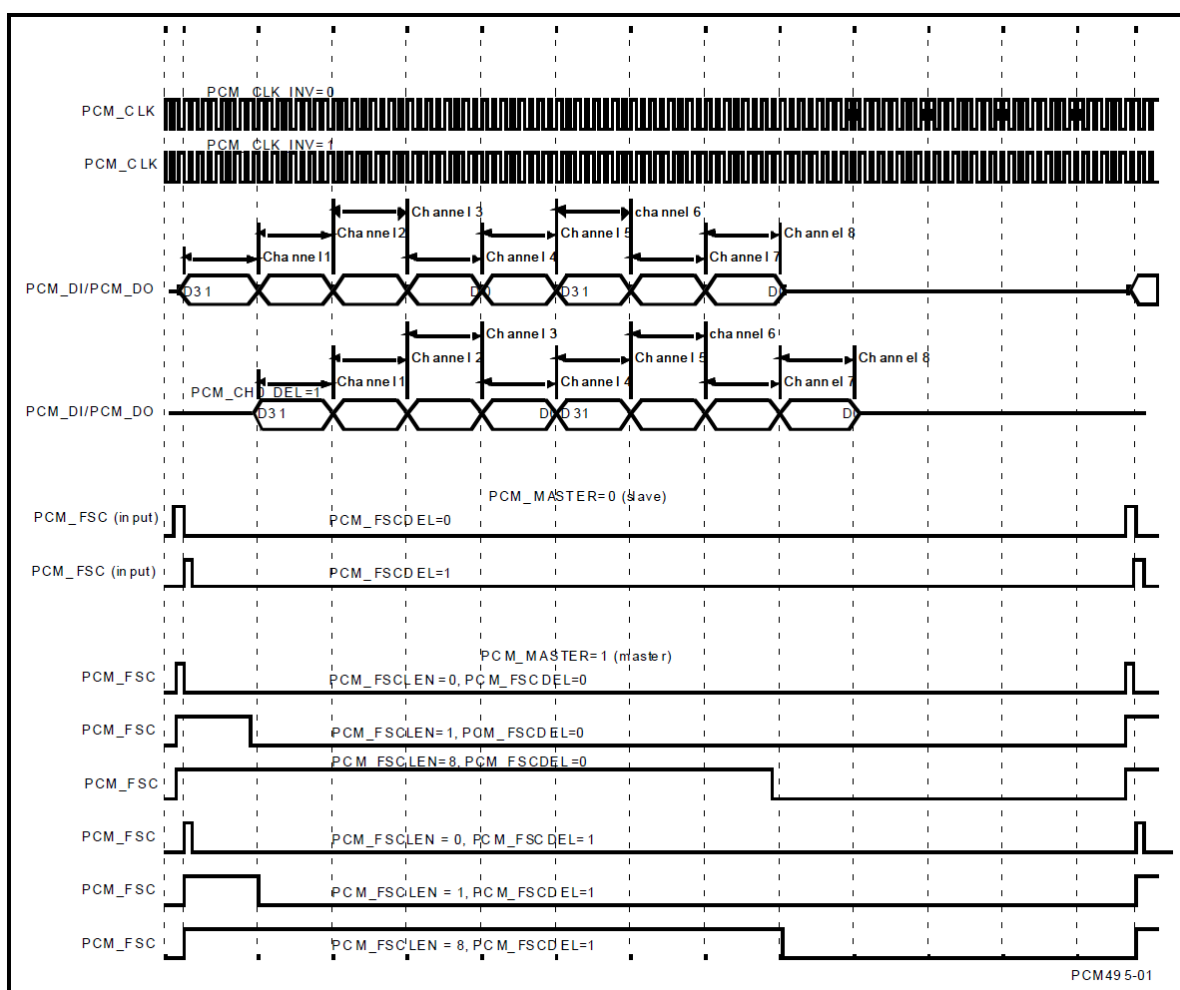 PCM_CLK_INV=0
PCM_CLK
PCM_CLK_INV=1
PCM_CLK
Channel 3 channel 6
Channel 2 Channel 5 Channel 8
Channel 1 Channel 4 Channel 7
PCM_DI/PCM_DO D31 D0 D31 D0
Channel 3 channel 6
Channel 2 Channel 5 Channel 8
PCM_CH0_DEL=1 Channel 1 Channel 4 Channel 7
PCM_DI/PCM_DO D31 D0 D31 D0
PCM_MASTER=0 (slave)
PCM_FSC (input) PCM_FSCDEL=0
PCM_FSC (input) PCM_FSCDEL=1
PCM_MASTER=1 (master)
PCM_FSC PCM_FSCLEN=0, PCM_FSCDEL=0
PCM_FSC PCM_FSCLEN=1, PCM_FSCDEL=0
PCM_FSC PCM_FSCLEN=8, PCM_FSCDEL=0
PCM_FSC PCM_FSCLEN = 0, PCM_FSCDEL=1
PCM_FSC PCM_FSCLEN = 1, PCM_FSCDEL=1
PCM_FSC PCM_FSCLEN = 8, PCM_FSCDEL=1
PCM495-01